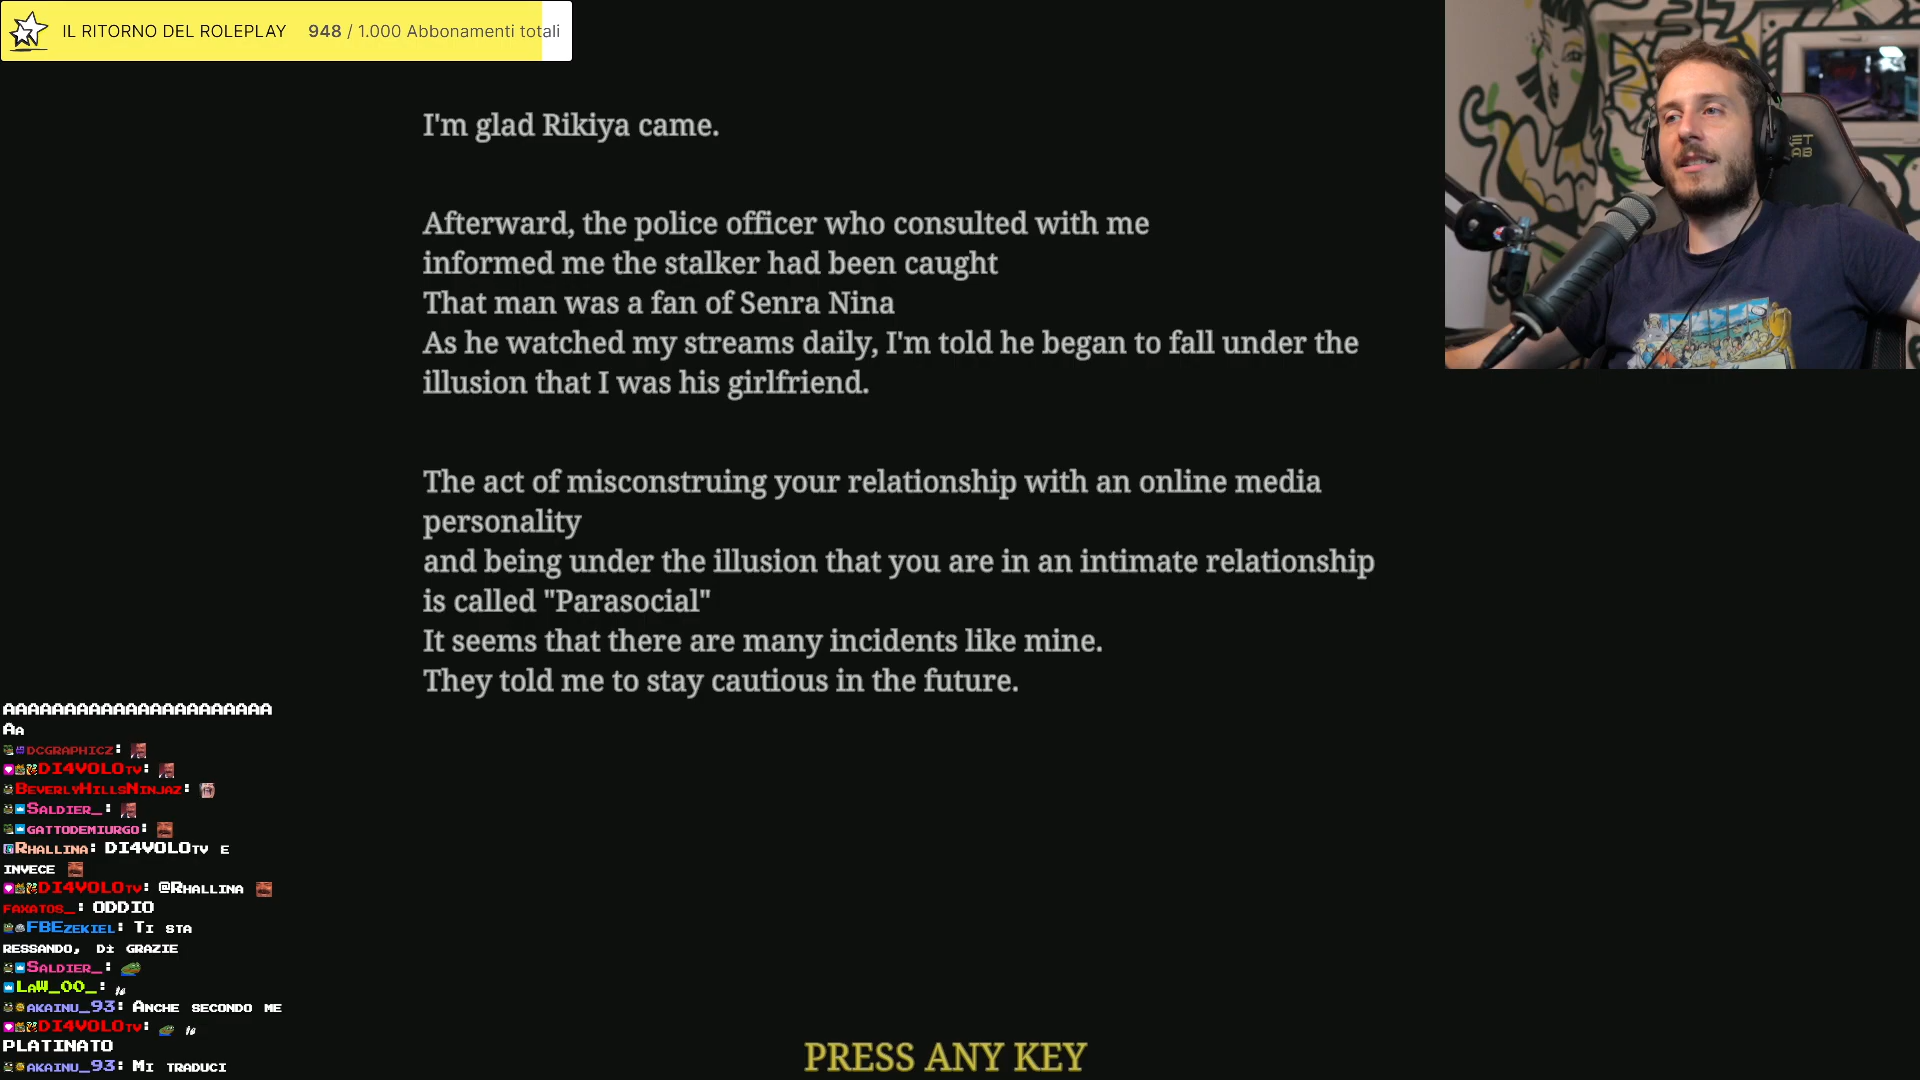 IL RITORNO DEL ROLEPLAY 948 / 1.000 Abbonamenti totali
I'm glad Rikiya came.
Afterward, the police officer who consulted with me
informed me the stalker had been caught
That man was a fan of Senra Nina
As he watched my streams daily, I'm told he began to fall under the
illusion that I was his girlfriend.
The act of misconstruing your relationship with an online media
personality
and being under the illusion that you are in an intimate relationship
is called "Parasocial"
It seems that there are many incidents like mine.
They told me to stay cautious in the future.
PRESS ANY KEY
AAAAAAAAAAAAAAAAAAAAAA
AA
DCGRAPHICZ:
DI4VOLOTV:
BEVERLYHILLSNINJAZ:
SALDIER_:
GATTODEMIURGO:
RHALLINA: DI4VOLOTV E
INVECE
DI4VOLOTV: @RHALLINA
FAXATOS_: ODDIO
FBEZEKIEL: TI STA
RESSANDO, DÌ GRAZIE
SALDIER_:
LAW_OO_:
AKAINU_93: ANCHE SECONDO ME
DI4VOLOTV:
PLATINATO
AKAINU_93: MI TRADUCI